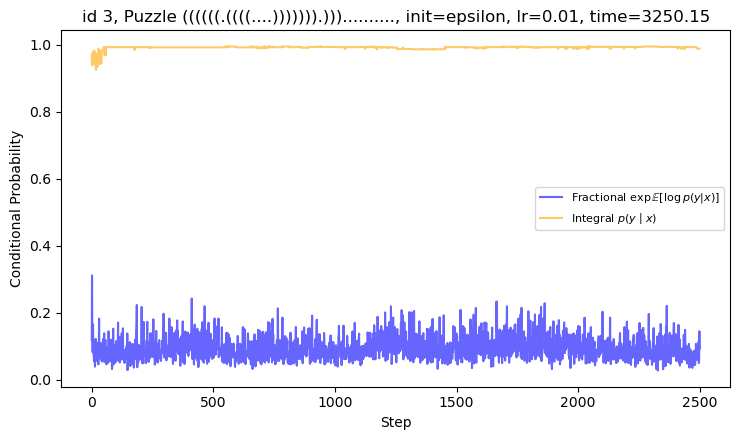 id 3, Puzzle ((((((.((((....))))))).)))).........., init=epsilon, lr=0.01, time=3250.15
Conditional Probability
1.0
0.8
0.6
0.4
0.2
0.0
Fractional exp𝔼[log p(y|x)]
Integral p(y | x)
0
500
1000
1500
2000
2500
Step